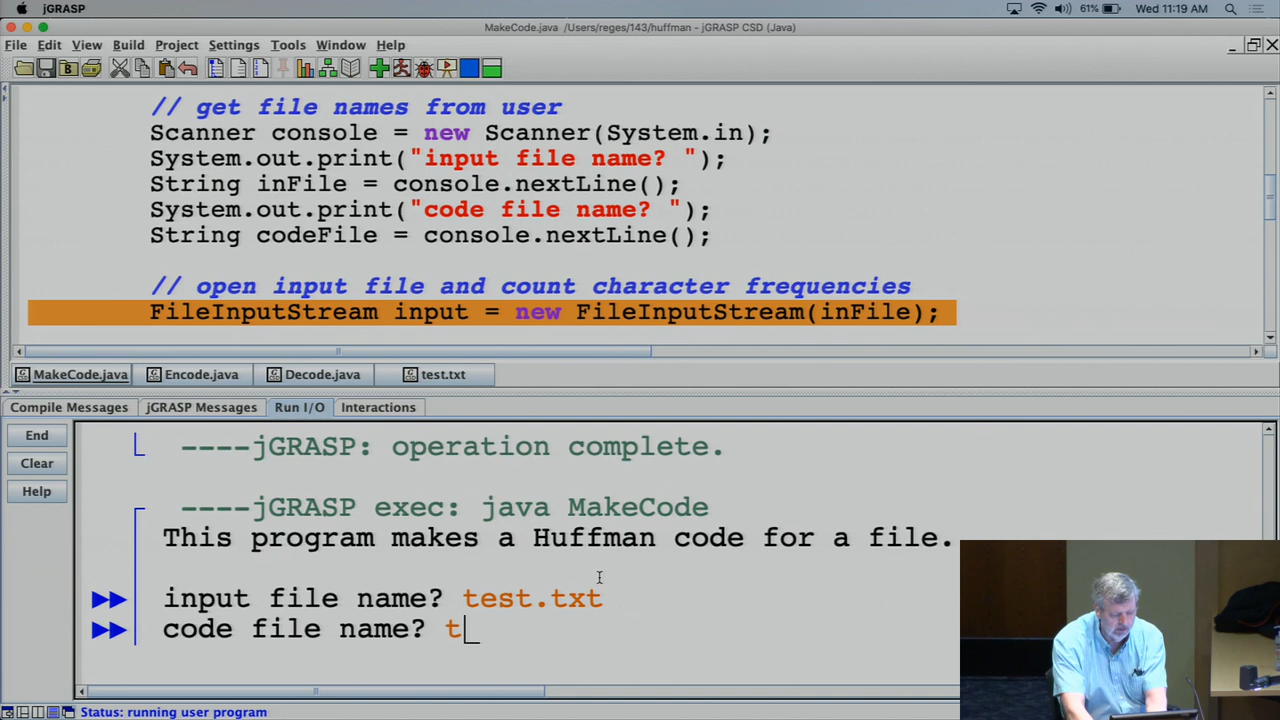 jGRASP
61%
Wed 11:19 AM
MakeCode.java /Users/reges/143/huffman - jGRASP CSD (Java)
File Edit View Build Project Settings Tools Window Help
// get file names from user
Scanner console = new Scanner(System.in);
System.out.print("input file name? ");
String inFile = console.nextLine();
System.out.print("code file name? ");
String codeFile = console.nextLine();
// open input file and count character frequencies
FileInputStream input = new FileInputStream(inFile);
MakeCode.java Encode.java Decode.java test.txt
Compile Messages jGRASP Messages Run I/O Interactions
End
Clear
Help
----jGRASP: operation complete.
----jGRASP exec: java MakeCode
This program makes a Huffman code for a file.
input file name? test.txt
code file name? t
Status: running user program